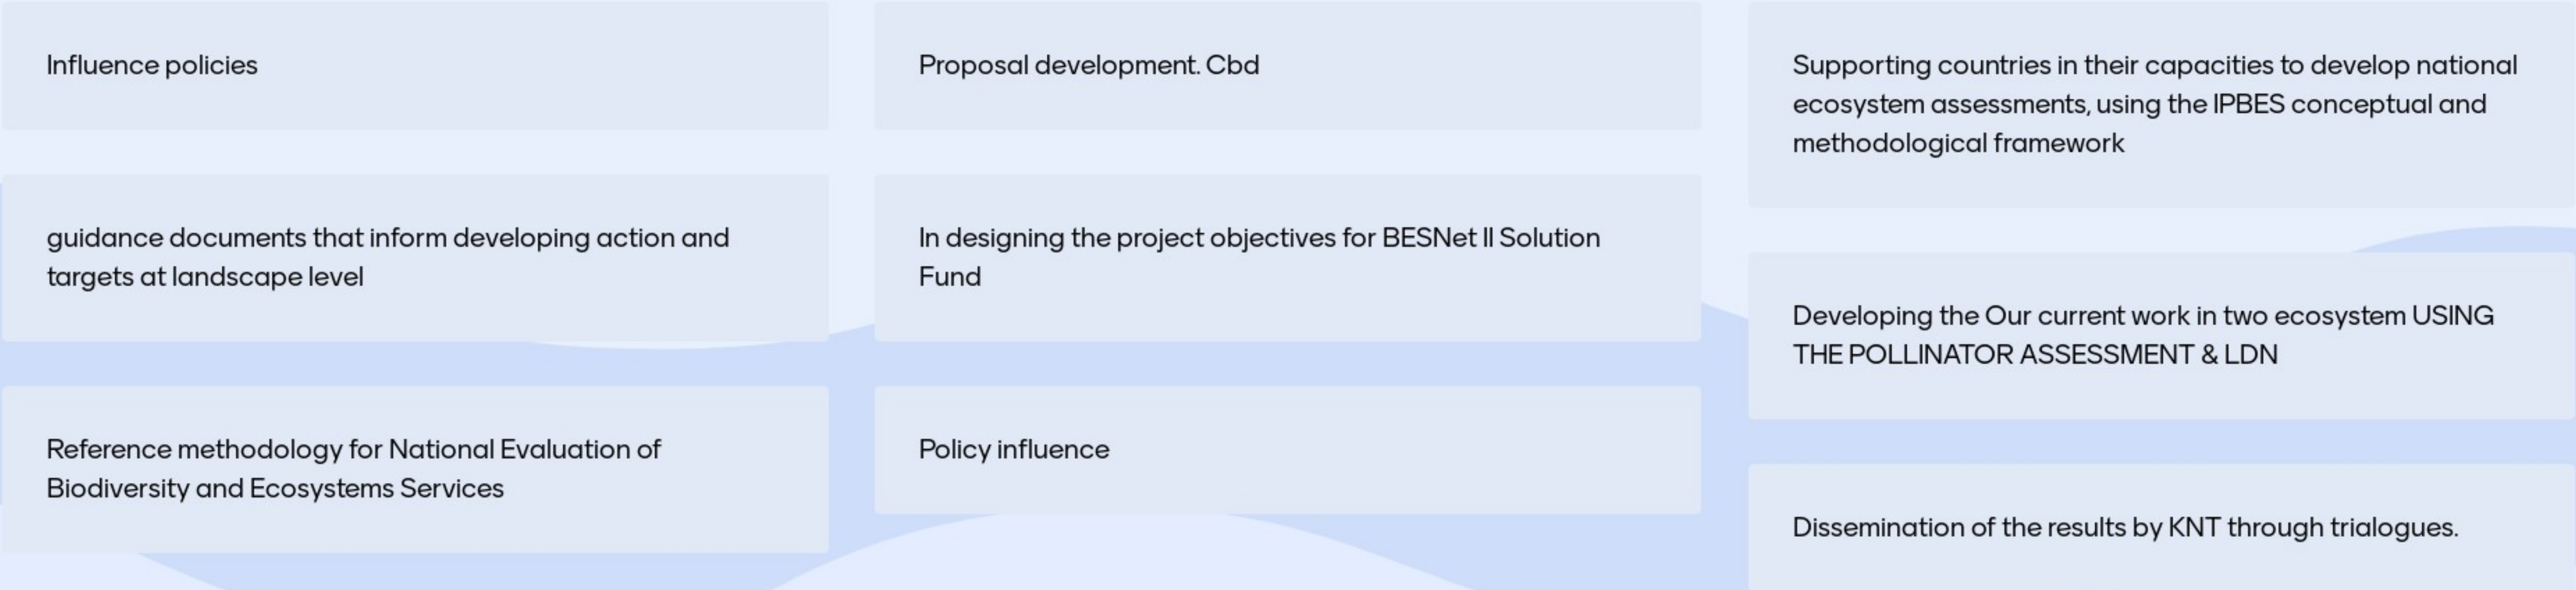 Influence policies
guidance documents that inform developing action and
targets at landscape level
Reference methodology for National Evaluation of
Biodiversity and Ecosystems Services
Proposal development. Cbd
In designing the project objectives for BESNet II Solution
Fund
Policy influence
Supporting countries in their capacities to develop national
ecosystem assessments, using the IPBES conceptual and
methodological framework
Developing the Our current work in two ecosystem USING
THE POLLINATOR ASSESSMENT & LDN
Dissemination of the results by KNT through trialogues.